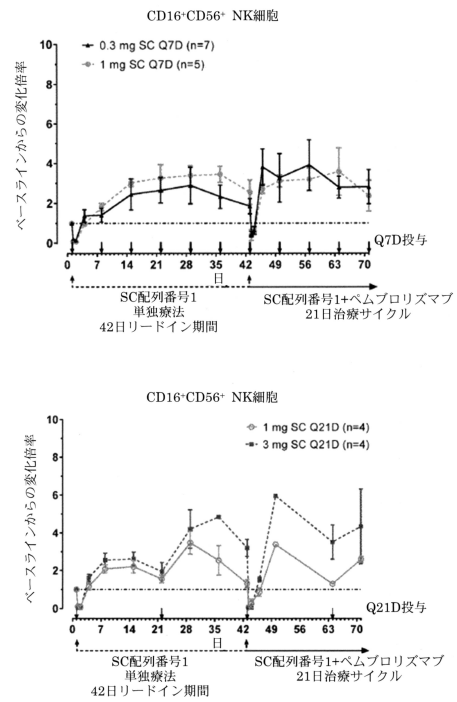 CD16⁺CD56⁺ NK細胞
0.3 mg SC Q7D (n=7)
1 mg SC Q7D (n=5)
ベースラインからの変化倍率
10
8
6
4
2
0
0 7 14 21 28 35 42 49 56 63 70
日
Q7D投与
SC配列番号1
単独療法
42日リードイン期間
SC配列番号1+ペムブロリズマブ
21日治療サイクル
CD16⁺CD56⁺ NK細胞
1 mg SC Q21D (n=4)
3 mg SC Q21D (n=4)
ベースラインからの変化倍率
10
8
6
4
2
0
0 7 14 21 28 35 42 49 56 63 70
日
Q21D投与
SC配列番号1
単独療法
42日リードイン期間
SC配列番号1+ペムブロリズマブ
21日治療サイクル